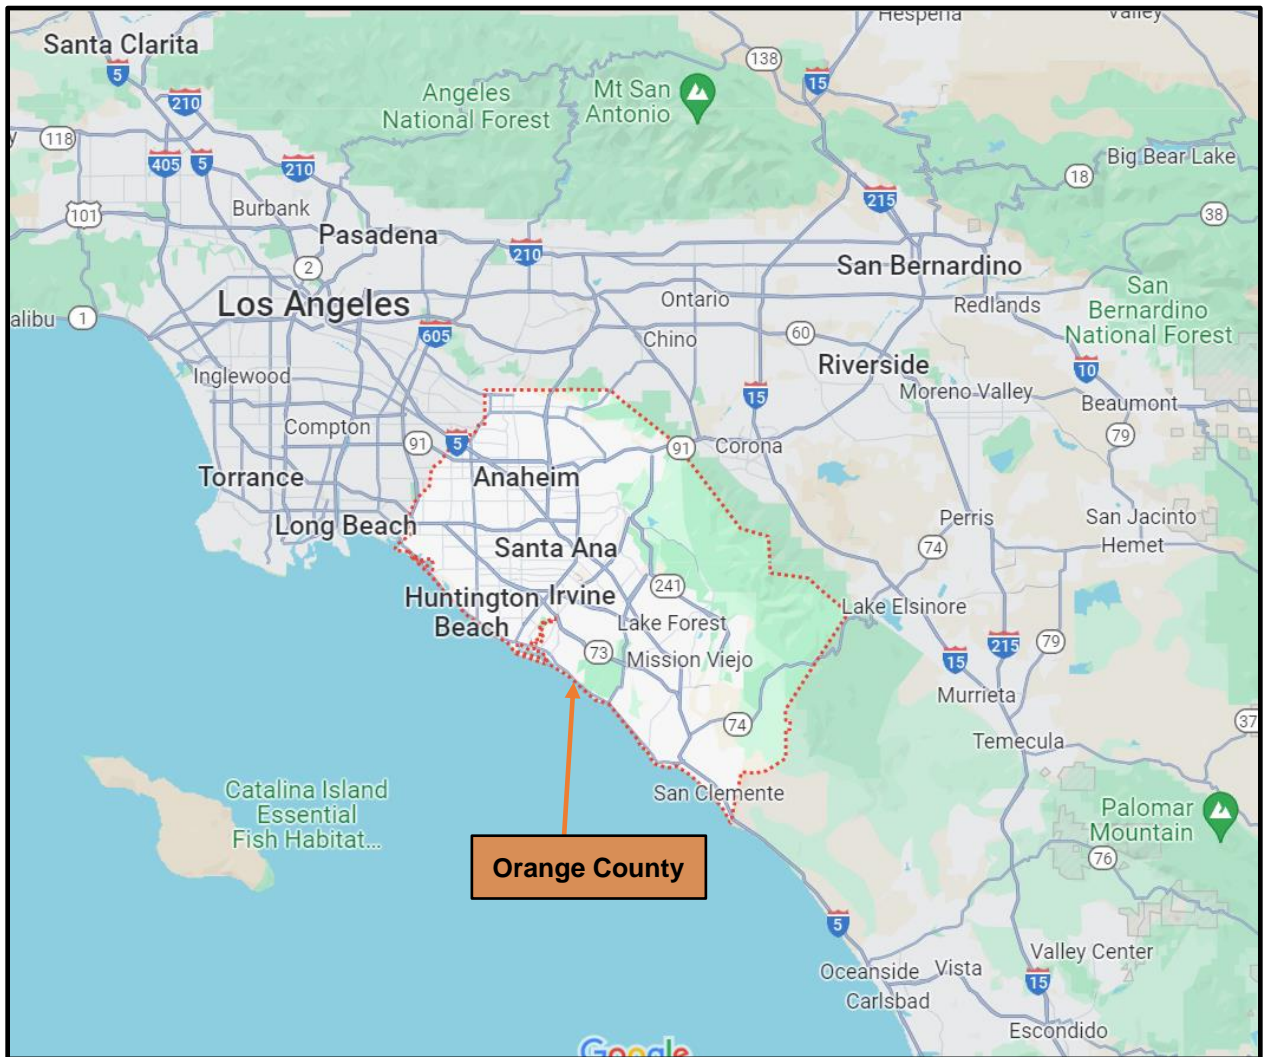 Hesperia
Valley
Santa Clarita
138
5
15
Angeles
National Forest
Mt San
Antonio
210
118
405
5
210
Big Bear Lake
18
215
101
Burbank
38
Pasadena
2
210
San Bernardino
San
Bernardino
National Forest
Los Angeles
Ontario
Redlands
alibu
1
605
Chino
60
Riverside
10
Inglewood
15
Moreno Valley
Beaumont
Compton
91
5
91
Corona
79
Torrance
Anaheim
Long Beach
Perris
San Jacinto
Hemet
Santa Ana
74
241
Huntington
Beach
Irvine
Lake Elsinore
Lake Forest
73
Mission Viejo
15
215
79
Murrieta
74
37
Temecula
Catalina Island
Essential
Fish Habitat...
San Clemente
Palomar
Mountain
76
Orange County
5
Valley Center
Oceanside
Vista
15
Carlsbad
Escondido
Google